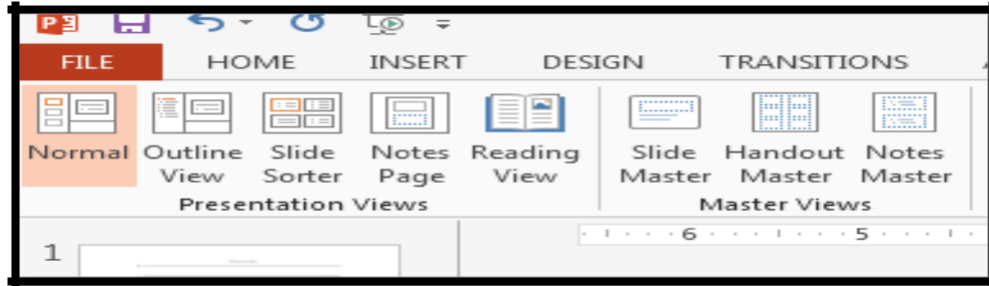 FILE HOME INSERT DESIGN TRANSITIONS
Normal Outline Slide Notes Reading Slide Handout Notes
View Sorter Page View Master Master Master
Presentation Views Master Views
6 5
1